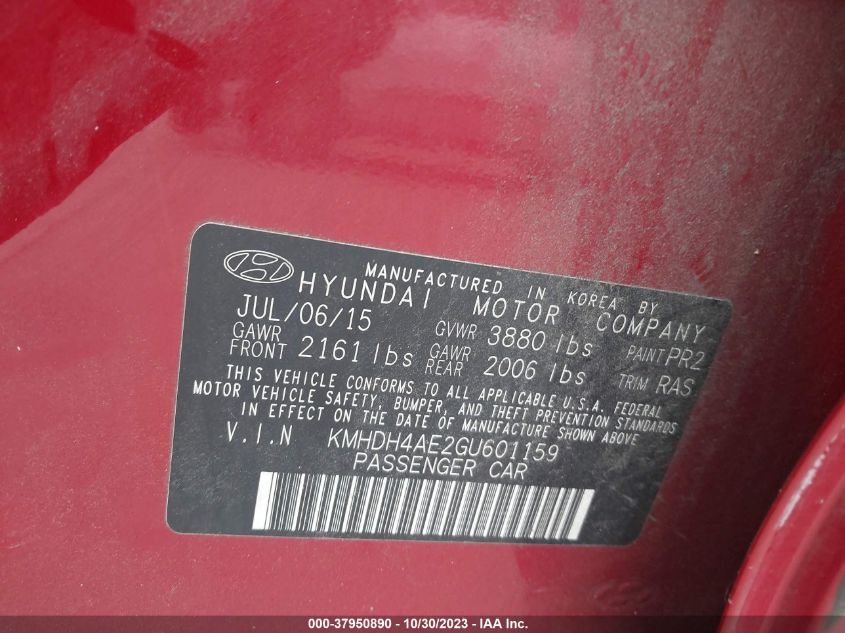 MANUFACTURED IN KOREA BY
HYUNDAI MOTOR COMPANY
JUL/06/15 GVWR 3880 lbs PAINT PR2
GAWR FRONT 2161 lbs GAWR REAR 2006 lbs TRIM RAS
THIS VEHICLE CONFORMS TO ALL APPLICABLE U.S.A. FEDERAL
MOTOR VEHICLE SAFETY, BUMPER, AND THEFT PREVENTION STANDARDS
IN EFFECT ON THE DATE OF MANUFACTURE SHOWN ABOVE
V.I.N KMHDH4AE2GU601159
PASSENGER CAR
000-37950890 - 10/30/2023 - IAA Inc.